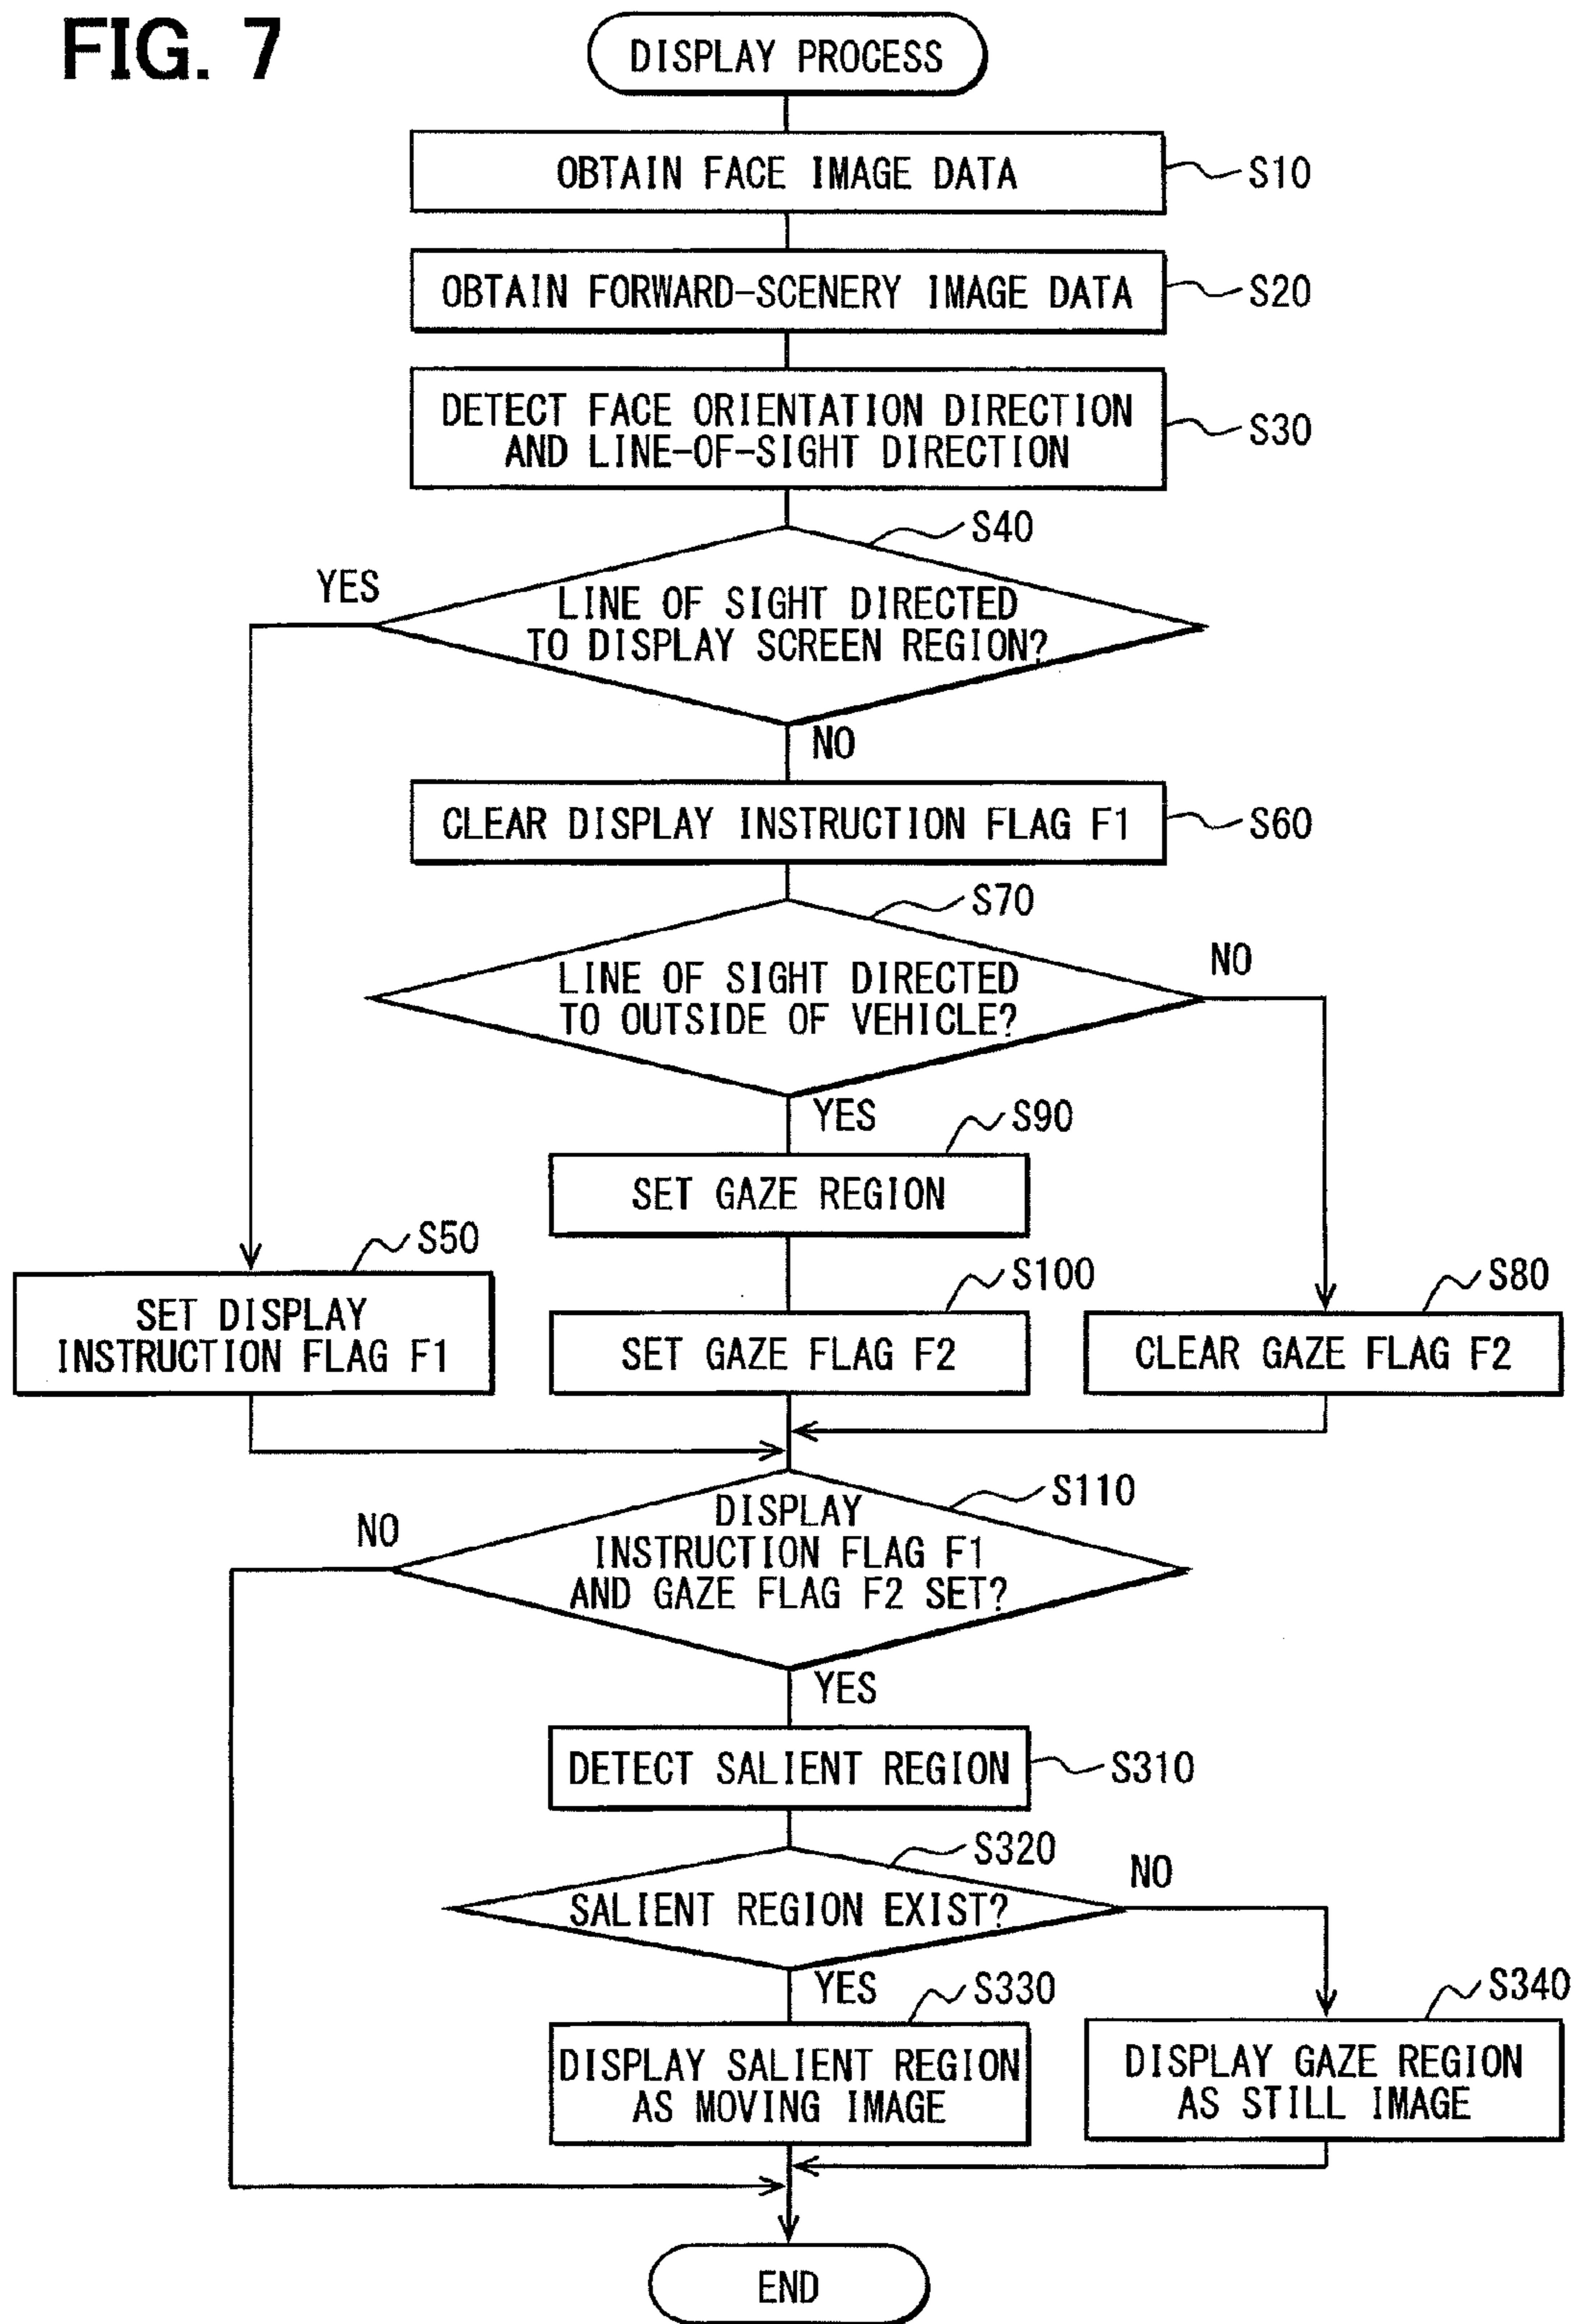 FIG. 7
DISPLAY PROCESS
OBTAIN FACE IMAGE DATA
S10
OBTAIN FORWARD-SCENERY IMAGE DATA
S20
DETECT FACE ORIENTATION DIRECTION
AND LINE-OF-SIGHT DIRECTION
S30
S40
YES
LINE OF SIGHT DIRECTED
TO DISPLAY SCREEN REGION?
NO
CLEAR DISPLAY INSTRUCTION FLAG F1
S60
S70
NO
LINE OF SIGHT DIRECTED
TO OUTSIDE OF VEHICLE?
YES
S90
SET GAZE REGION
S50
SET DISPLAY
INSTRUCTION FLAG F1
S100
SET GAZE FLAG F2
S80
CLEAR GAZE FLAG F2
S110
NO
DISPLAY
INSTRUCTION FLAG F1
AND GAZE FLAG F2 SET?
YES
DETECT SALIENT REGION
S310
S320
NO
SALIENT REGION EXIST?
YES
S330
DISPLAY SALIENT REGION
AS MOVING IMAGE
S340
DISPLAY GAZE REGION
AS STILL IMAGE
END